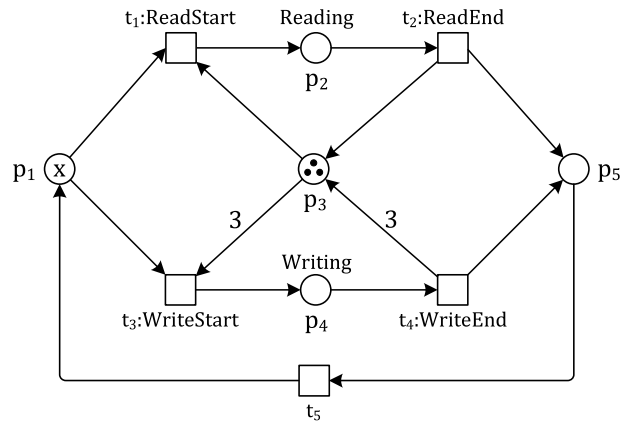 t₁:ReadStart
Reading
t₂:ReadEnd
p₂
p₁
x
p₃
p₅
3
3
Writing
t₃:WriteStart
p₄
t₄:WriteEnd
t₅